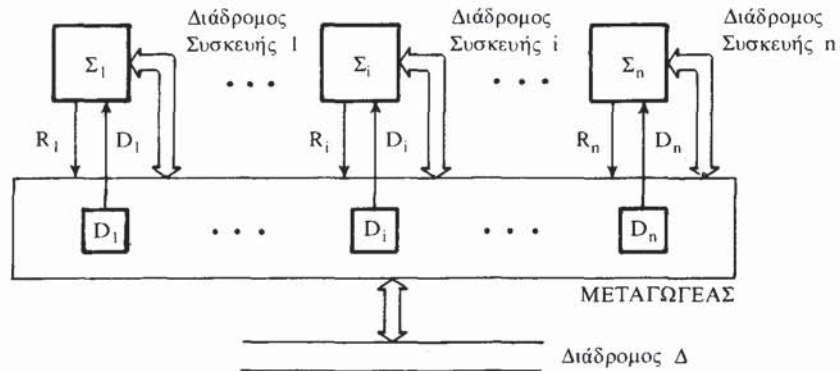 Διάδρομος Συσκευής 1
Διάδρομος Συσκευής i
Διάδρομος Συσκευής n
Σ1
Σi
Σn
• • •
• • •
R1
D1
Ri
Di
Rn
Dn
D1
• • •
Di
• • •
Dn
ΜΕΤΑΓΩΓΕΑΣ
Διάδρομος Δ